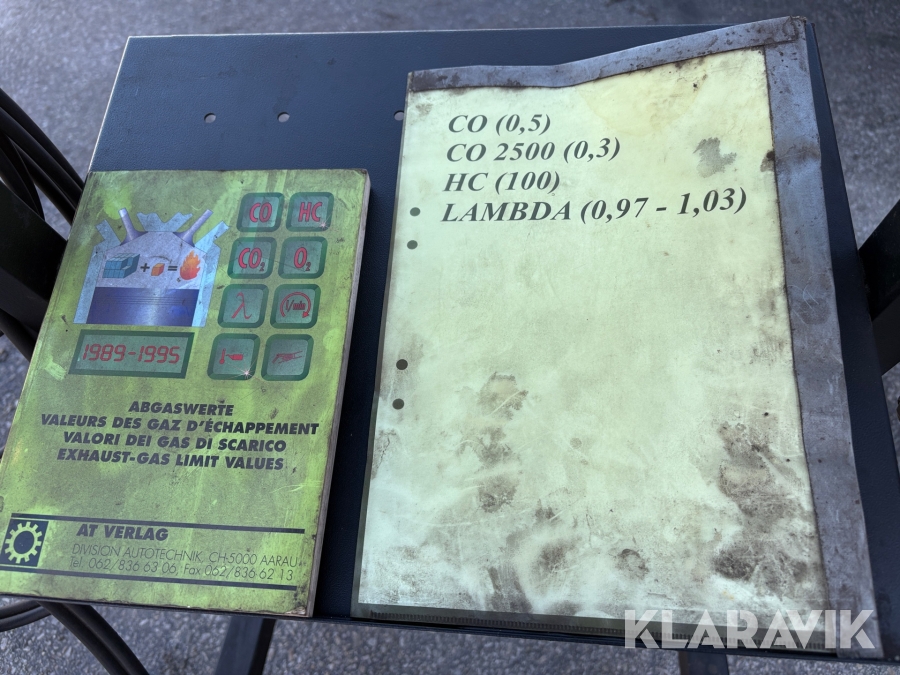 CO HC
CO₂ O₂
λ 1/min
1989-1995
ABGASWERTE
VALEURS DES GAZ D'ÉCHAPPEMENT
VALORI DEI GAS DI SCARICO
EXHAUST-GAS LIMIT VALUES
AT VERLAG
DIVISION AUTOTECHNIK, CH-5000 AARAU
Tel. 062/836 63 06, Fax 062/836 62 13
CO (0,5)
CO 2500 (0,3)
HC (100)
LAMBDA (0,97 - 1,03)
KLARAVIK